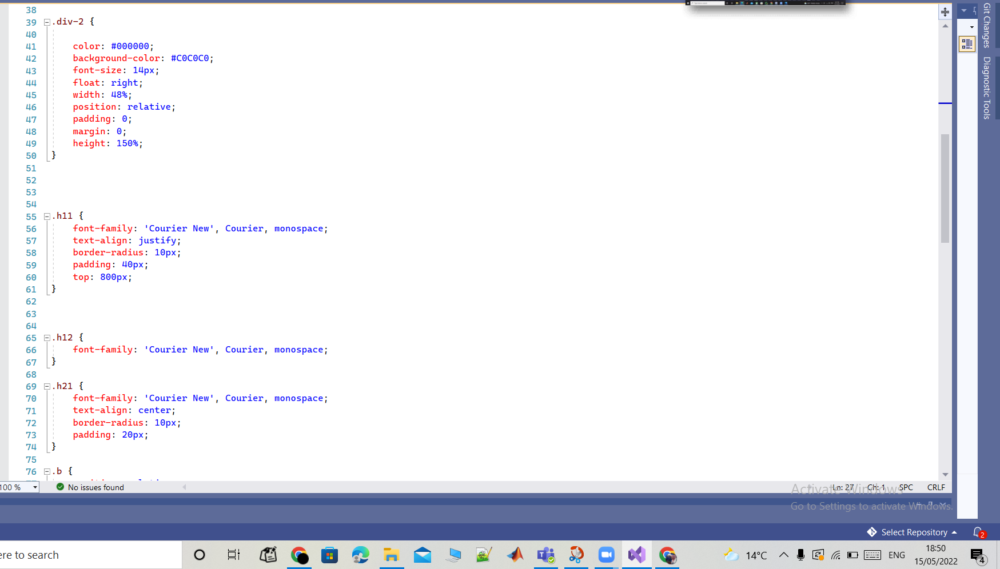 38
39 .div-2 {
40
41 color: #000000;
42 background-color: #C0C0C0;
43 font-size: 14px;
44 float: right;
45 width: 48%;
46 position: relative;
47 padding: 0;
48 margin: 0;
49 height: 150%;
50 }
51
52
53
54
55 .h11 {
56 font-family: 'Courier New', Courier, monospace;
57 text-align: justify;
58 border-radius: 10px;
59 padding: 40px;
60 top: 800px;
61 }
62
63
64
65 .h12 {
66 font-family: 'Courier New', Courier, monospace;
67 }
68
69 .h21 {
70 font-family: 'Courier New', Courier, monospace;
71 text-align: center;
72 border-radius: 10px;
73 padding: 20px;
74 }
75
76 .b {
Git Changes
Diagnostic Tools
100 %
No issues found
Ln: 27 Ch: 1 SPC CRLF
Activate Windows
Go to Settings to activate Windows.
Select Repository
2
ere to search
14°C
ENG
18:50
15/05/2022
4